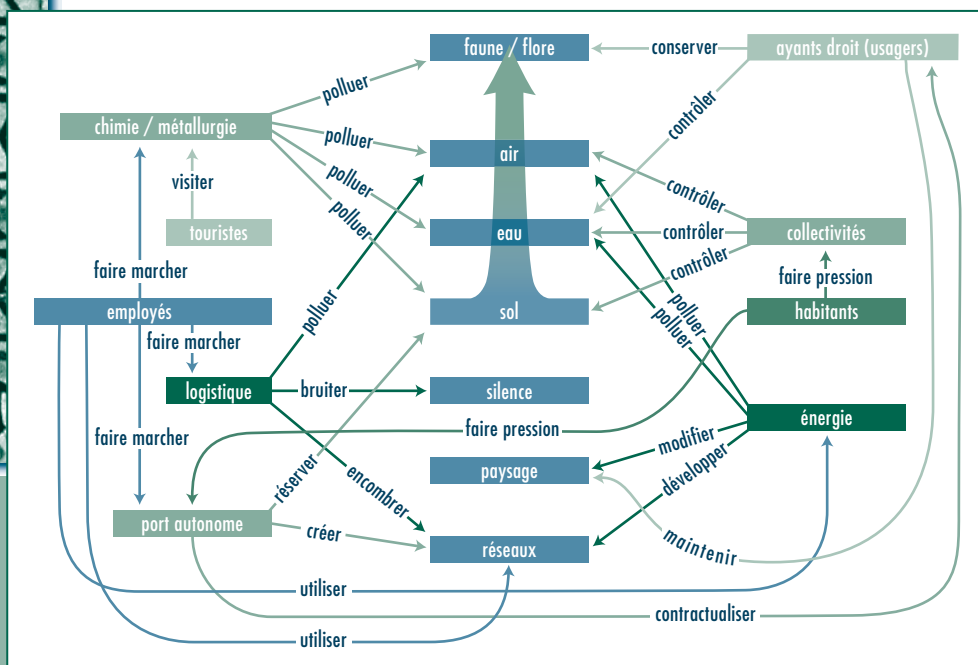 faune / flore
conserver
ayants droit (usagers)
polluer
contrôler
chimie / métallurgie
polluer
air
visiter
polluer
contrôler
touristes
polluer
eau
contrôler
collectivités
faire marcher
contrôler
faire pression
employés
polluer
sol
polluer
habitants
faire marcher
polluer
logistique
bruiter
silence
énergie
faire marcher
faire pression
modifier
réserver
encombrer
paysage
développer
port autonome
créer
réseaux
maintenir
utiliser
contractualiser
utiliser